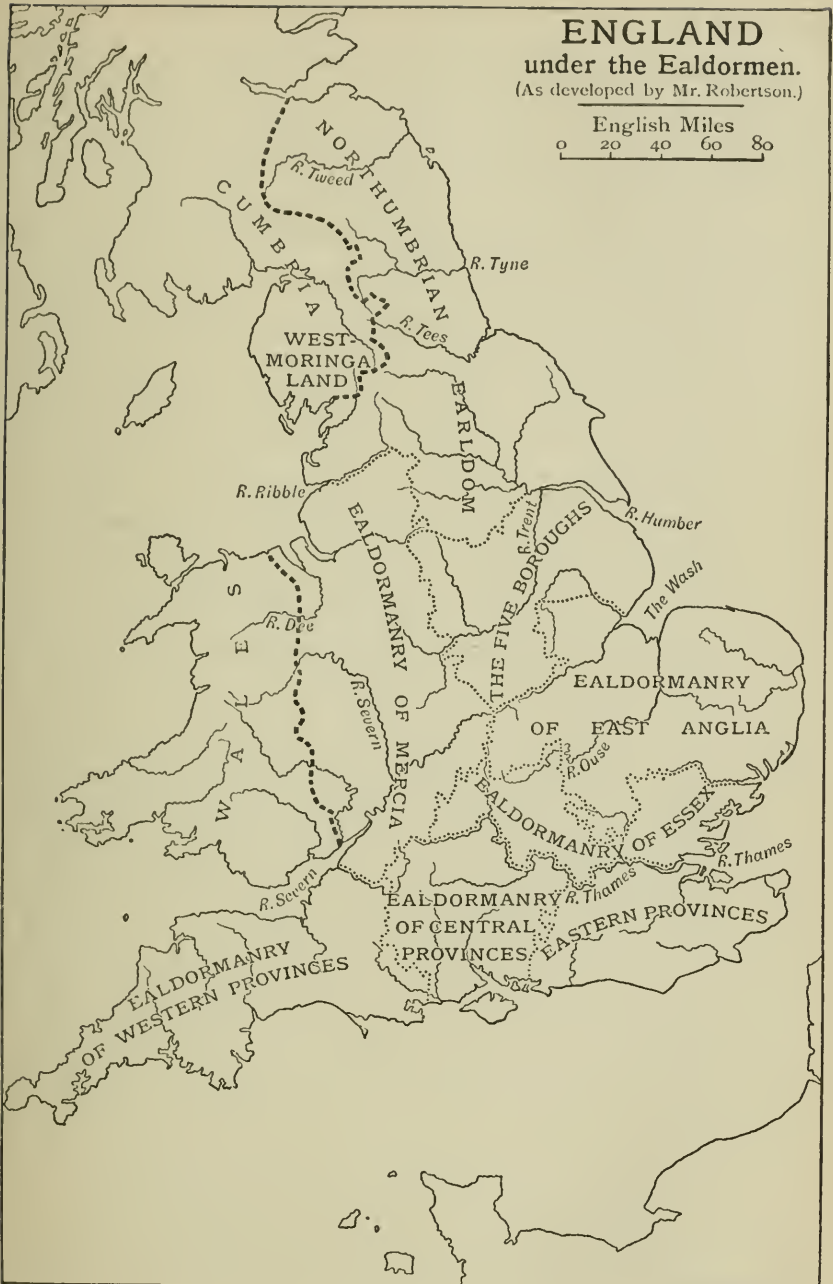 ENGLAND
under the Ealdormen.
(As developed by Mr. Robertson.)
English Miles
0 20 40 60 80
NORTHUMBRIAN
R. Tweed
CUMBRIA
R. Tyne
R. Tees
WEST-
MORINGA
LAND
EARLDOM
R. Ribble
R. Trent
R. Humber
EALDORMANRY OF MERCIA
THE FIVE BOROUGHS
The Wash
WALES
R. Dee
R. Severn
EALDORMANRY
OF EAST ANGLIA
R. Ouse
EALDORMANRY OF ESSEX
R. Thames
R. Severn
R. Thames
EALDORMANRY
OF CENTRAL
PROVINCES
EASTERN PROVINCES
EALDORMANRY
OF WESTERN PROVINCES